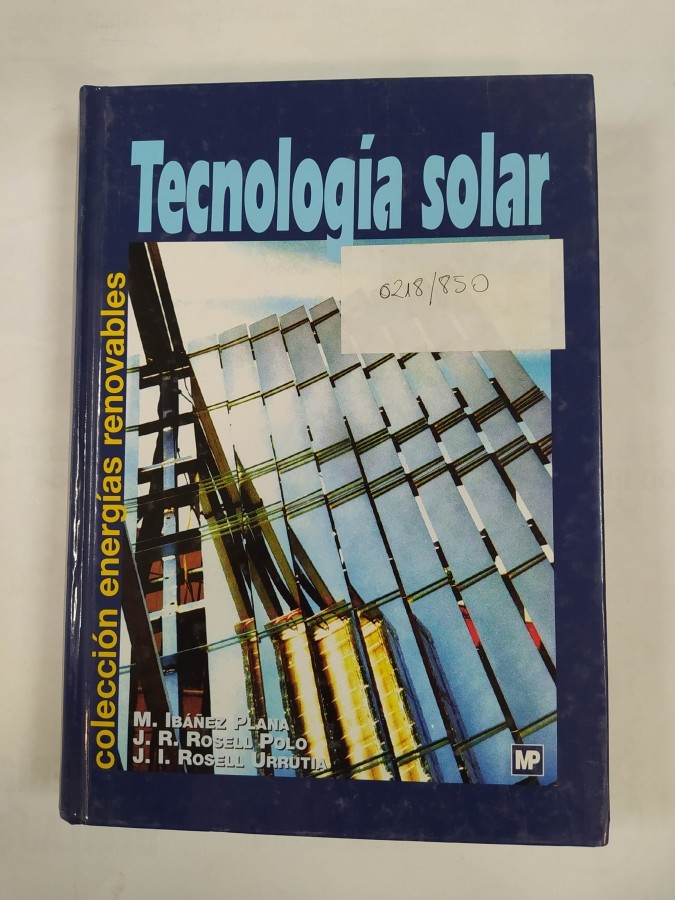 Tecnología solar
0218/850
colección energías renovables
M. IBÁÑEZ PLANA
J. R. ROSELL POLO
J. I. ROSELL URRUTIA
MP